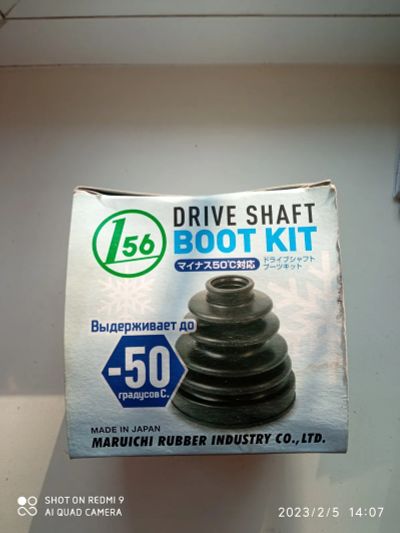 156
DRIVE SHAFT
BOOT KIT
マイナス50℃対応
ドライブシャフト
ブーツキット
Выдерживает до
-50
градусов С.
MADE IN JAPAN
MARUICHI RUBBER INDUSTRY CO.,LTD.
SHOT ON REDMI 9
AI QUAD CAMERA
2023/2/5 14:07